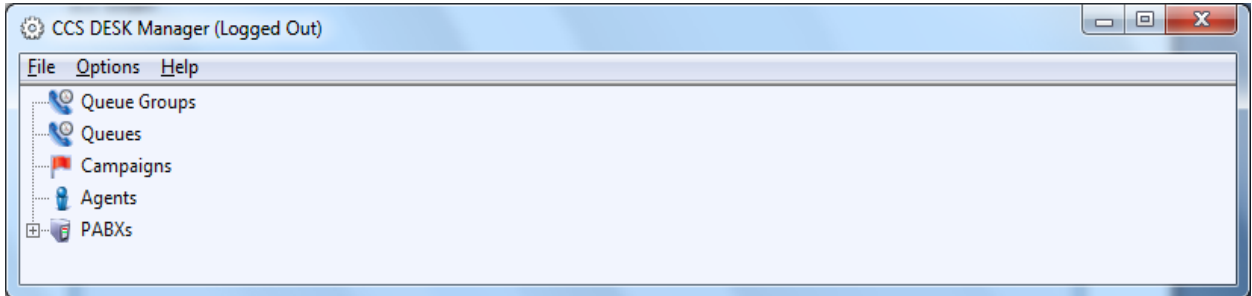 CCS DESK Manager (Logged Out)
File Options Help
Queue Groups
Queues
Campaigns
Agents
PABXs